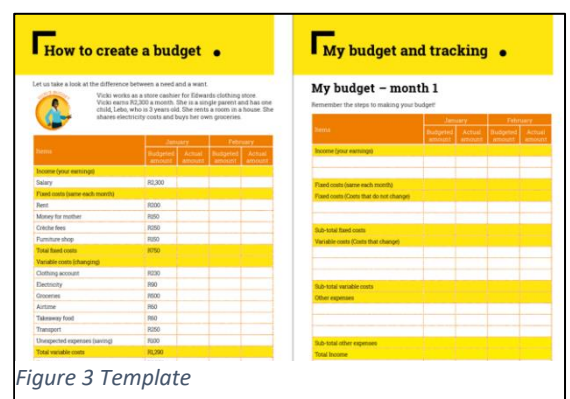 How to create a budget
Let us take a look at the difference between a need and a want.
Vicki works as a store cashier for Edwards clothing store.
Vicki earns R2,300 a month. She is a single parent and has one
child, Lebo, who is 3 years old. She rents a room in a house. She
shares electricity costs and buys her own groceries.
Items
January
February
Budgeted amount
Actual amount
Budgeted amount
Actual amount
Income (your earnings)
Salary R2,300
Fixed costs (same each month)
Rent
Money for mother
Crèche fees
Furniture shop
Total fixed costs R750
Variable costs (changing)
Clothing account
Electricity R90
Groceries R600
Airtime R60
Takeaway food R60
Transport R250
Unexpected expenses (saving) R100
Total variable costs
My budget and tracking
My budget – month 1
Remember the steps to making your budget!
Items
January
February
Budgeted amount
Actual amount
Budgeted amount
Actual amount
Income (your earnings)
Fixed costs (same each month)
Fixed costs (Costs that do not change)
Sub-total fixed costs
Variable costs (Costs that change)
Sub-total variable costs
Other expenses
Sub-total other expenses
Total Income
Figure 3 Template